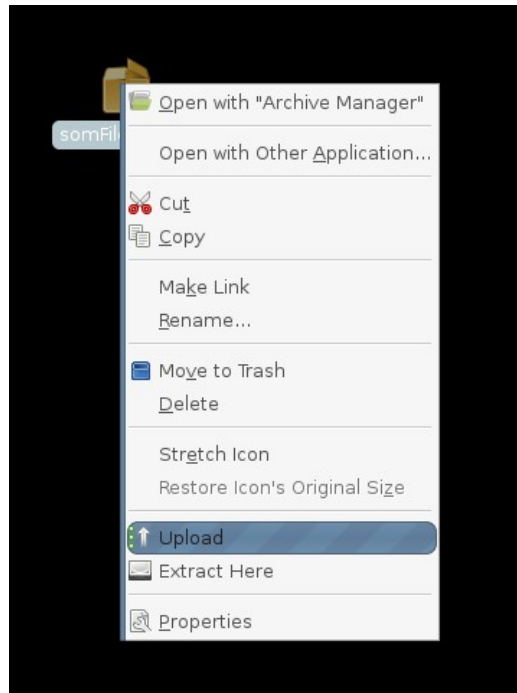 somFil
Open with "Archive Manager"
Open with Other Application...
Cut
Copy
Make Link
Rename...
Move to Trash
Delete
Stretch Icon
Restore Icon's Original Size
Upload
Extract Here
Properties